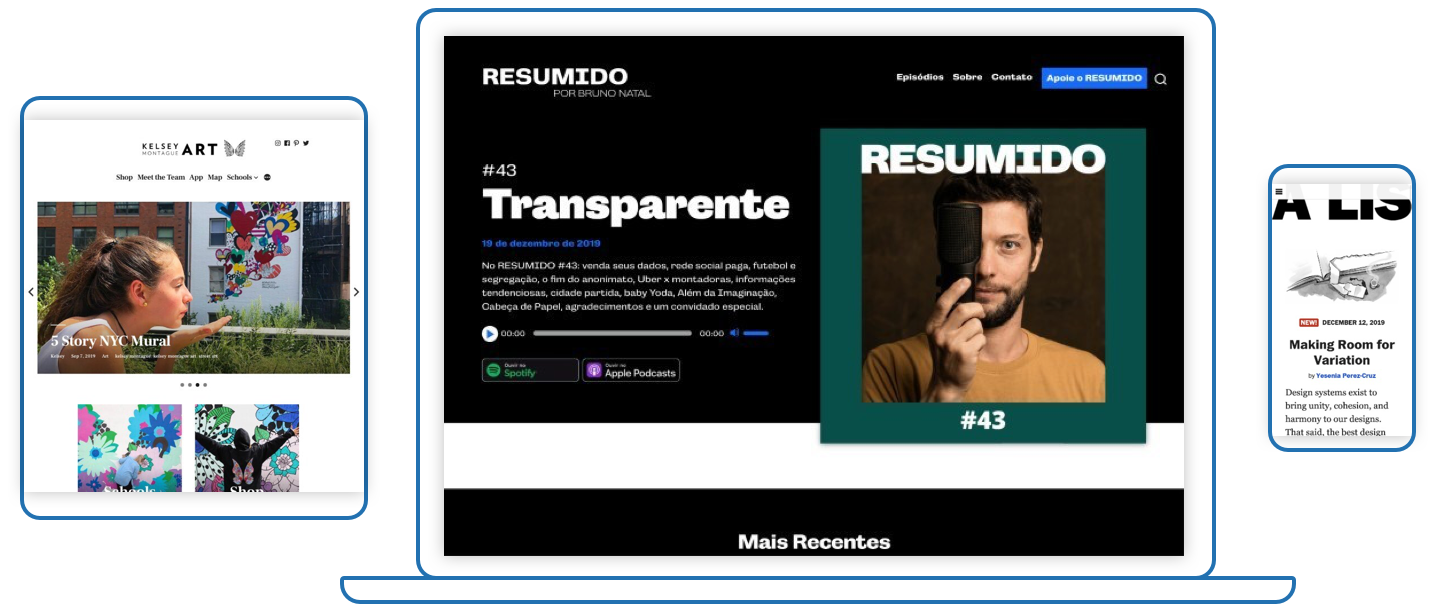 KELSEY
MONTAGUE
ART
Shop Meet the Team App Map Schools
5 Story NYC Mural
Kelsey Sep 7, 2019 Art kelsey montague kelsey montague art street art
Schools
Shop
RESUMIDO
POR BRUNO NATAL
Episódios Sobre Contato Apoie o RESUMIDO
#43
Transparente
19 de dezembro de 2019
No RESUMIDO #43: venda seus dados, rede social paga, futebol e
segregação, o fim do anonimato, Uber x montadoras, informações
tendenciosas, cidade partida, baby Yoda, Além da Imaginação,
Cabeça de Papel, agradecimentos e um convidado especial.
00:00 00:00
Ouvir no
Spotify
Ouvir no
Apple Podcasts
RESUMIDO
#43
Mais Recentes
A LIS
NEW! DECEMBER 12, 2019
Making Room for
Variation
by Yesenia Perez-Cruz
Design systems exist to
bring unity, cohesion, and
harmony to our designs.
That said, the best design